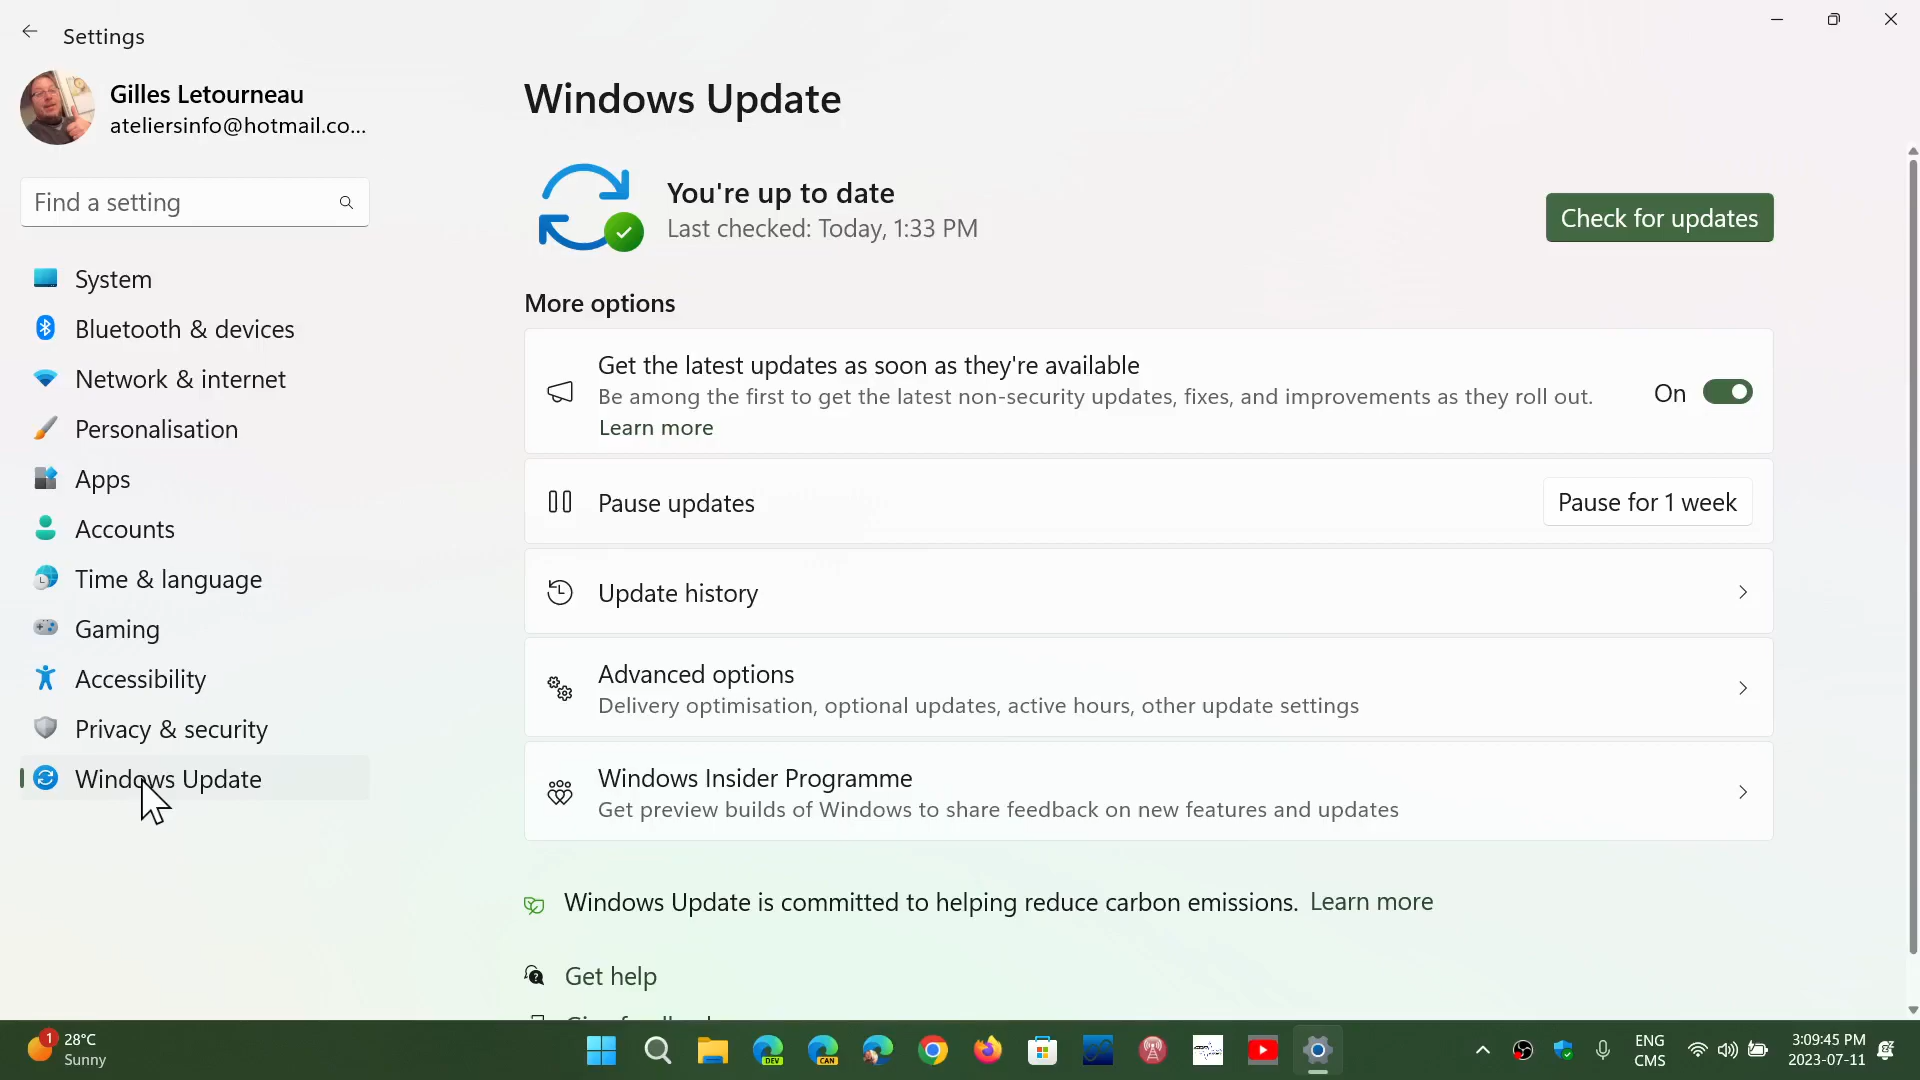 Settings
Gilles Letourneau
ateliersinfo@hotmail.co...
Find a setting
System
Bluetooth & devices
Network & internet
Personalisation
Apps
Accounts
Time & language
Gaming
Accessibility
Privacy & security
Windows Update
Windows Update
You're up to date
Last checked: Today, 1:33 PM
Check for updates
More options
Get the latest updates as soon as they're available
Be among the first to get the latest non-security updates, fixes, and improvements as they roll out.
Learn more
On
Pause updates
Pause for 1 week
Update history
Advanced options
Delivery optimisation, optional updates, active hours, other update settings
Windows Insider Programme
Get preview builds of Windows to share feedback on new features and updates
Windows Update is committed to helping reduce carbon emissions. Learn more
Get help
1
28°C
Sunny
DEV
CAN
ENG
CMS
3:09:45 PM
2023-07-11